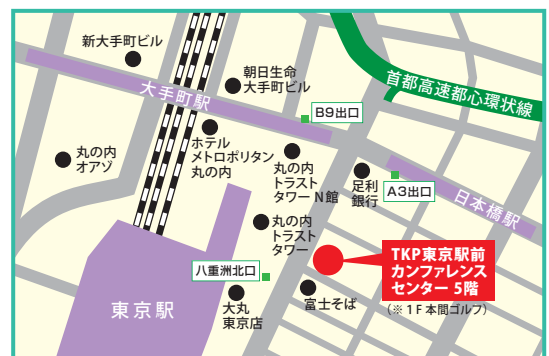 新大手町ビル
朝日生命
大手町ビル
首都高速都心環状線
大手町駅
B9出口
丸の内
オアゾ
ホテル
メトロポリタン
丸の内
丸の内
トラスト
タワー N館
足利
銀行
A3出口
日本橋駅
丸の内
トラスト
タワー
TKP東京駅前
カンファレンス
センター 5階
(※1F本間ゴルフ)
八重洲北口
東京駅
大丸
東京店
富士そば